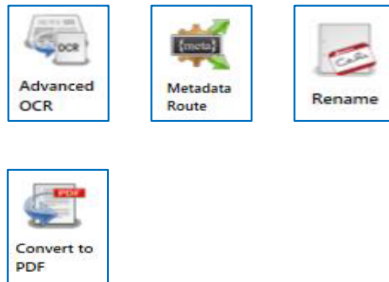 OCR
Advanced
OCR
{meta}
Metadata
Route
Rename
PDF
Convert to
PDF